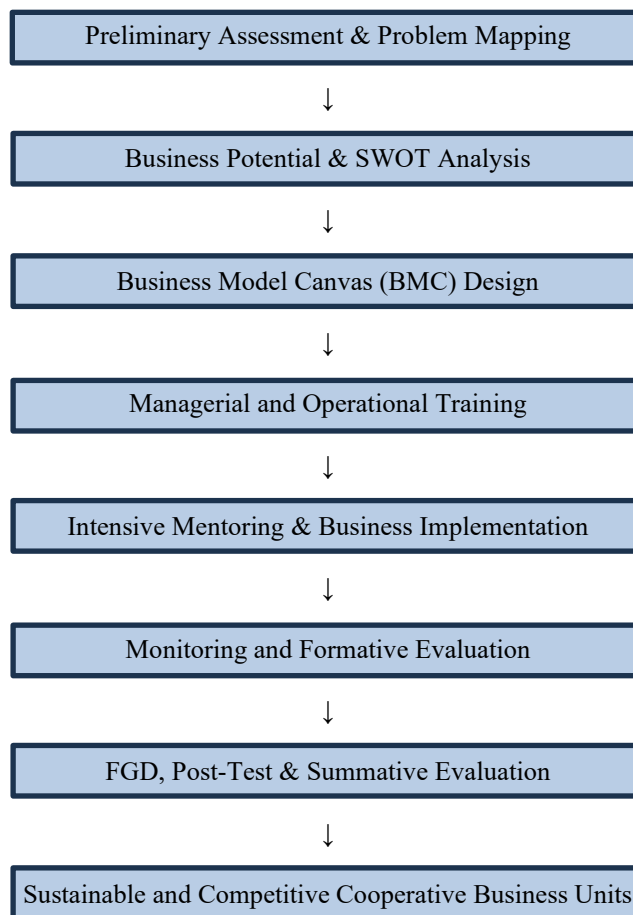 Preliminary Assessment & Problem Mapping
↓
Business Potential & SWOT Analysis
↓
Business Model Canvas (BMC) Design
↓
Managerial and Operational Training
↓
Intensive Mentoring & Business Implementation
↓
Monitoring and Formative Evaluation
↓
FGD, Post-Test & Summative Evaluation
↓
Sustainable and Competitive Cooperative Business Units